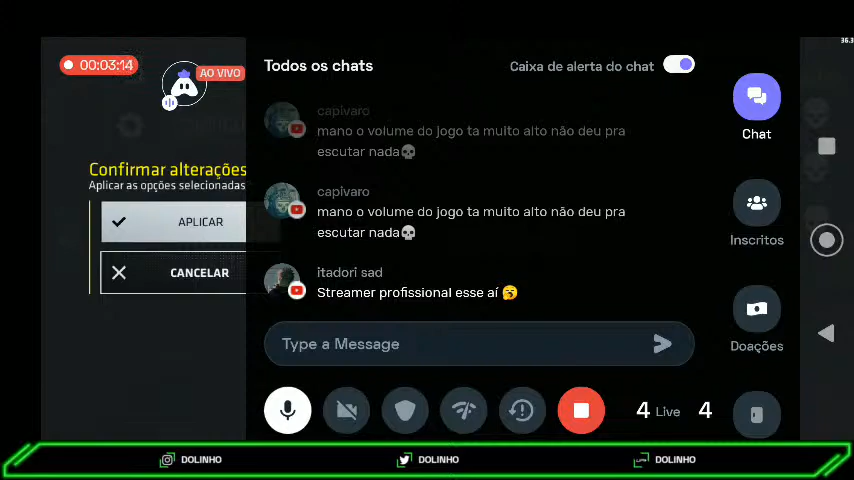 36.3
00:03:14
AO VIVO
Confirmar alterações
Aplicar as opções selecionadas
APLICAR
CANCELAR
Todos os chats
Caixa de alerta do chat
capivaro
mano o volume do jogo ta muito alto não deu pra
escutar nada💀
capivaro
mano o volume do jogo ta muito alto não deu pra
escutar nada💀
itadori sad
Streamer profissional esse aí 🥱
Type a Message
4 Live 4
Chat
Inscritos
Doações
DOLINHO
DOLINHO
DOLINHO